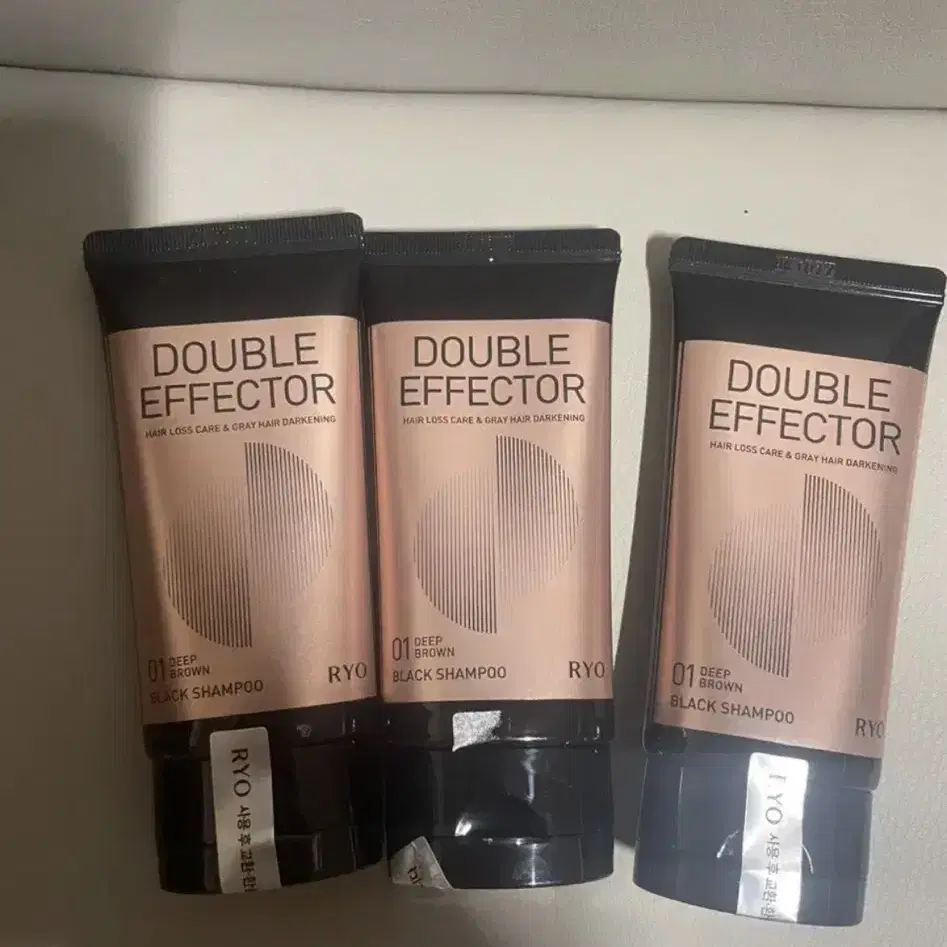 DOUBLE
EFFECTOR
HAIR LOSS CARE & GRAY HAIR DARKENING
01 DEEP
BROWN
BLACK SHAMPOO
RYO
RYO 사용 후 교환·
DOUBLE
EFFECTOR
HAIR LOSS CARE & GRAY HAIR DARKENING
01 DEEP
BROWN
BLACK SHAMPOO
RYO
DOUBLE
EFFECTOR
HAIR LOSS CARE & GRAY HAIR DARKENING
01 DEEP
BROWN
BLACK SHAMPOO
RYO
YO 사용 후 교환·